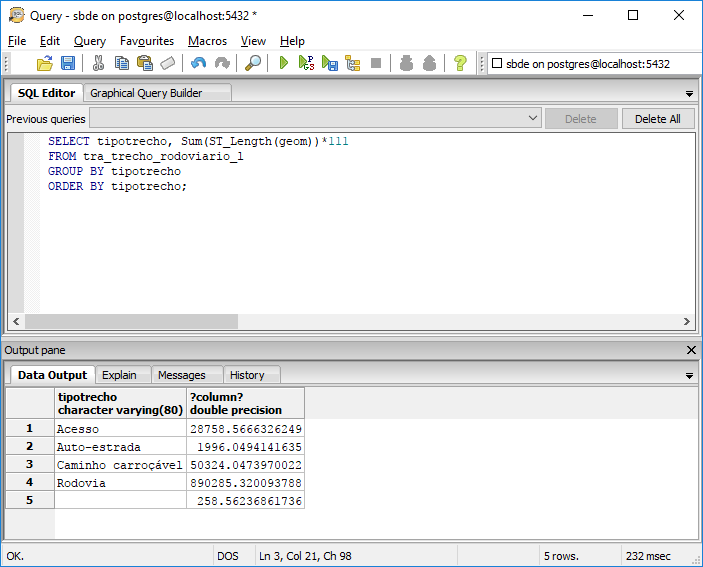 Query - sbde on postgres@localhost:5432 *
File Edit Query Favourites Macros View Help
sbde on postgres@localhost:5432
SQL Editor Graphical Query Builder
Previous queries Delete Delete All
SELECT tipotrecho, Sum(ST_Length(geom))*111
FROM tra_trecho_rodoviario_l
GROUP BY tipotrecho
ORDER BY tipotrecho;
Output pane
Data Output Explain Messages History
tipotrecho ?column?
character varying(80) double precision
1 Acesso 28758.5666326249
2 Auto-estrada 1996.0494141635
3 Caminho carroçável 50324.0473970022
4 Rodovia 890285.320093788
5 258.56236861736
OK. DOS Ln 3, Col 21, Ch 98 5 rows. 232 msec